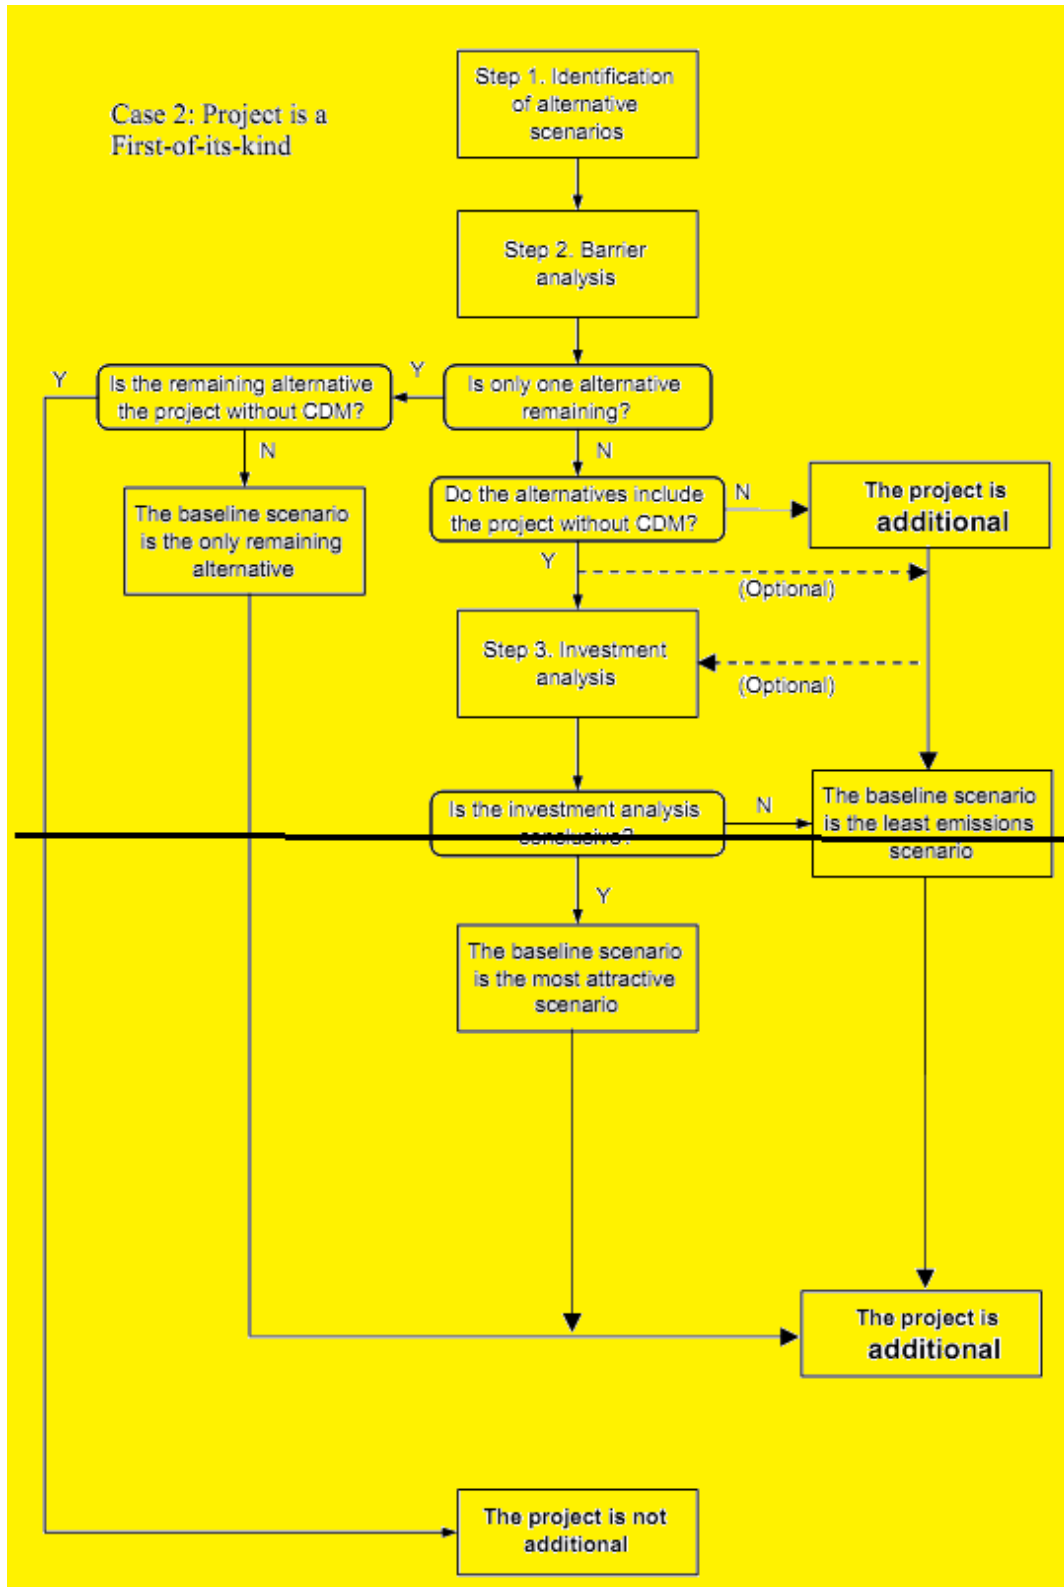 Step 1. Identification
of alternative
scenarios
Case 2: Project is a
First-of-its-kind
Step 2. Barrier
analysis
Y
Is the remaining alternative
the project without CDM?
Y
Is only one alternative
remaining?
N
N
The baseline scenario
is the only remaining
alternative
Do the alternatives include
the project without CDM?
N
The project is
additional
Y
(Optional)
Step 3. Investment
analysis
(Optional)
Is the investment analysis
conclusive?
N
The baseline scenario
is the least emissions
scenario
Y
The baseline scenario
is the most attractive
scenario
The project is
additional
The project is not
additional